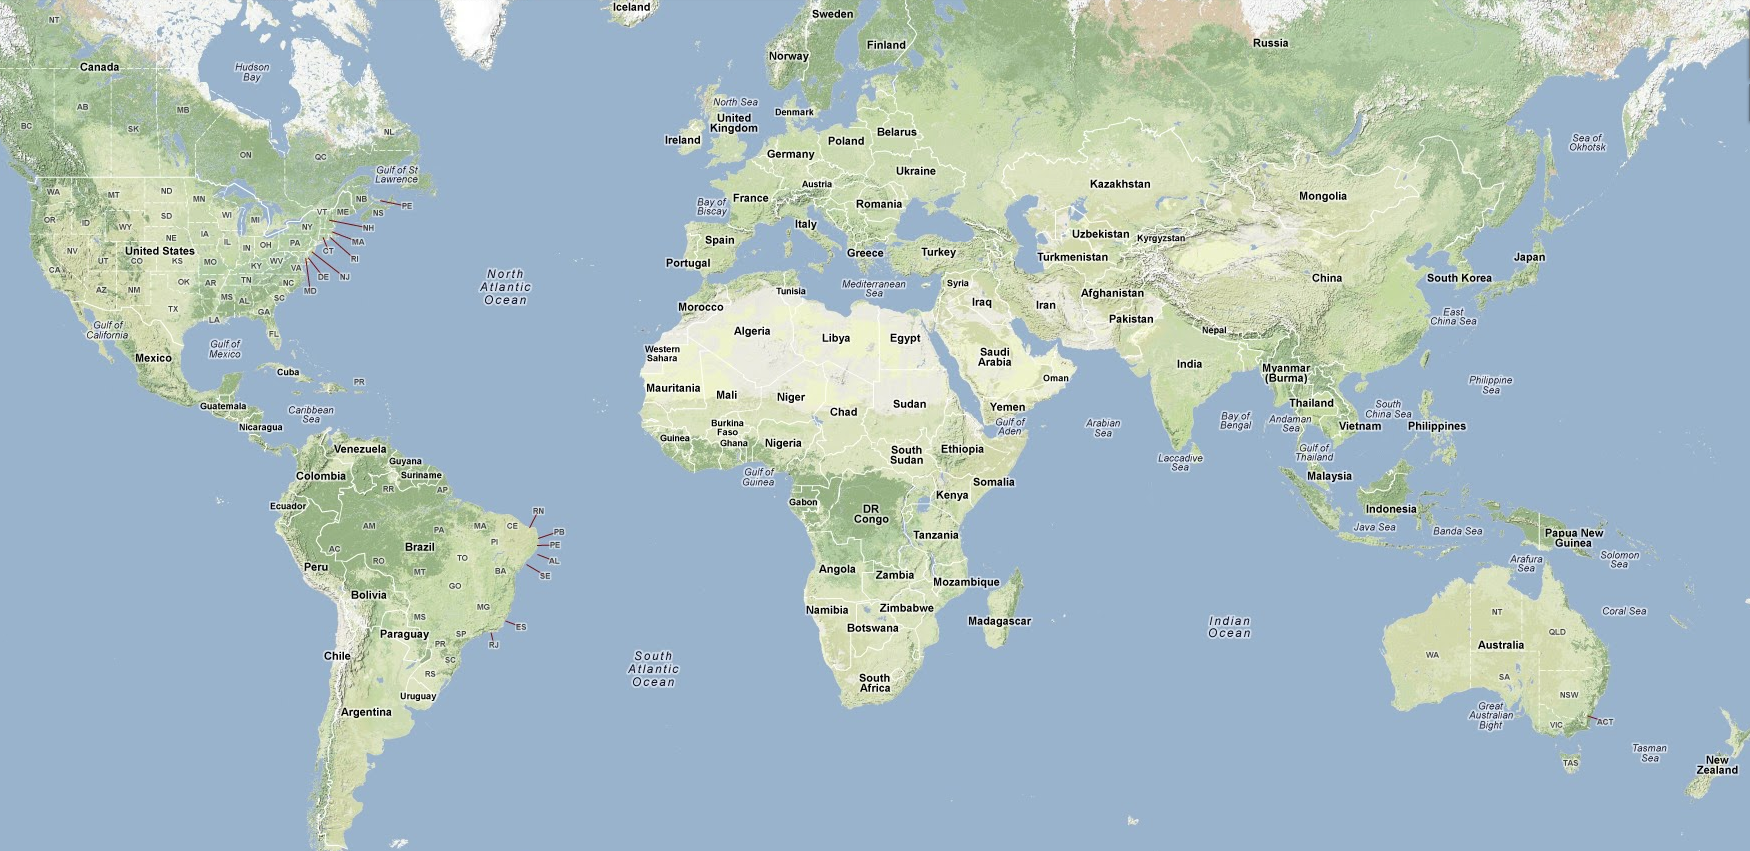 Iceland
Sweden
NT
Finland
Russia
Norway
Canada
Hudson
Bay
North Sea
Denmark
AB
MB
United
Kingdom
BC
SK
NL
Belarus
Ireland
Poland
Sea of
Okhotsk
ON
QC
Germany
Gulf of St
Lawrence
Ukraine
Austria
Kazakhstan
WA
MT
ND
MN
NB
PE
France
Mongolia
Bay of
Biscay
Romania
OR
ID
WY
SD
WI
MI
VT
ME
NS
NH
Italy
NE
IA
NY
MA
Spain
Uzbekistan
Kyrgyzstan
NV
United States
IL
IN
OH
PA
CT
RI
Greece
Turkey
Turkmenistan
Japan
UT
CO
KS
MO
KY
WV
VA
Portugal
China
South Korea
CA
AZ
NM
OK
AR
TN
NC
DE
NJ
MD
North
Atlantic
Ocean
Mediterranean
Sea
Syria
Tunisia
Iraq
Iran
Afghanistan
TX
MS
AL
SC
GA
Morocco
Pakistan
East
China Sea
Gulf of
California
LA
FL
Algeria
Libya
Egypt
Nepal
Gulf of
Mexico
Western
Sahara
Saudi
Arabia
Mexico
India
Myanmar
(Burma)
Cuba
PR
Mauritania
Mali
Niger
Oman
Philippine
Sea
Guatemala
Caribbean
Sea
Chad
Sudan
Yemen
Thailand
South
China Sea
Nicaragua
Burkina
Faso
Gulf of
Aden
Arabian
Sea
Bay of
Bengal
Andaman
Sea
Vietnam
Philippines
Guinea
Ghana
Nigeria
South
Sudan
Ethiopia
Venezuela
Guyana
Suriname
Laccadive
Sea
Gulf of
Thailand
Colombia
Gulf of
Guinea
Somalia
Malaysia
RR
AP
Ecuador
Gabon
Kenya
DR
Congo
Indonesia
RN
AM
PA
MA
CE
PB
Java Sea
Banda Sea
Papua New
Guinea
AC
Brazil
PI
PE
Tanzania
RO
TO
AL
Arafura
Sea
Solomon
Sea
Peru
MT
BA
SE
Angola
Zambia
Mozambique
Bolivia
GO
MG
Namibia
Zimbabwe
NT
Coral Sea
MS
ES
Botswana
Madagascar
Indian
Ocean
Paraguay
SP
RJ
QLD
Chile
PR
SC
South
Atlantic
Ocean
WA
Australia
RS
South
Africa
SA
Uruguay
NSW
Argentina
Great
Australian
Bight
VIC
ACT
Tasman
Sea
TAS
New
Zealand